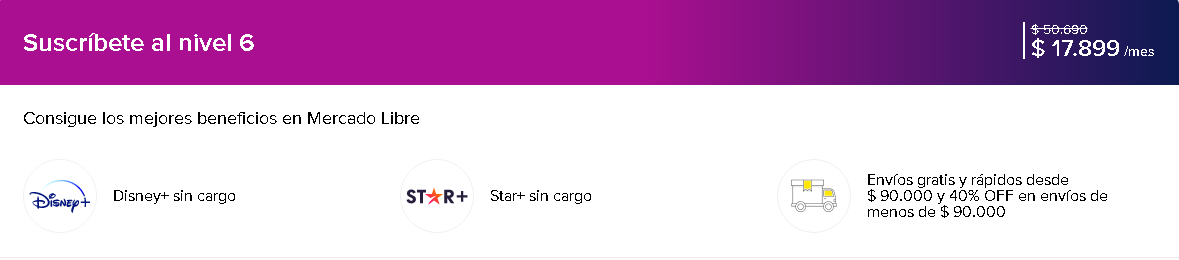 Suscríbete al nivel 6
$ 50.690
$ 17.899 /mes
Consigue los mejores beneficios en Mercado Libre
Disney+
Disney+ sin cargo
STAR+
Star+ sin cargo
Envíos gratis y rápidos desde
$ 90.000 y 40% OFF en envíos de
menos de $ 90.000